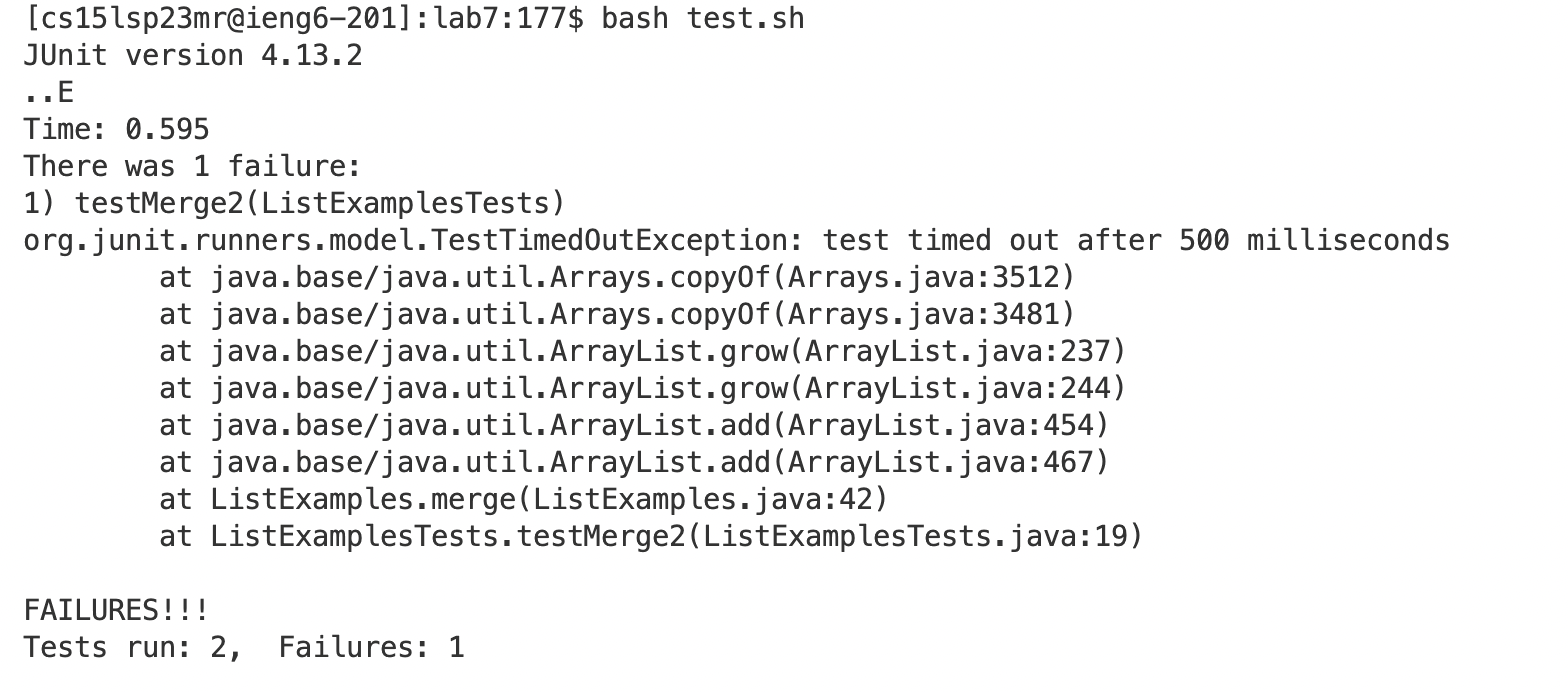 [cs15lsp23mr@ieng6-201]:lab7:177$ bash test.sh
JUnit version 4.13.2
..E
Time: 0.595
There was 1 failure:
1) testMerge2(ListExamplesTests)
org.junit.runners.model.TestTimedOutException: test timed out after 500 milliseconds
        at java.base/java.util.Arrays.copyOf(Arrays.java:3512)
        at java.base/java.util.Arrays.copyOf(Arrays.java:3481)
        at java.base/java.util.ArrayList.grow(ArrayList.java:237)
        at java.base/java.util.ArrayList.grow(ArrayList.java:244)
        at java.base/java.util.ArrayList.add(ArrayList.java:454)
        at java.base/java.util.ArrayList.add(ArrayList.java:467)
        at ListExamples.merge(ListExamples.java:42)
        at ListExamplesTests.testMerge2(ListExamplesTests.java:19)

FAILURES!!!
Tests run: 2,  Failures: 1